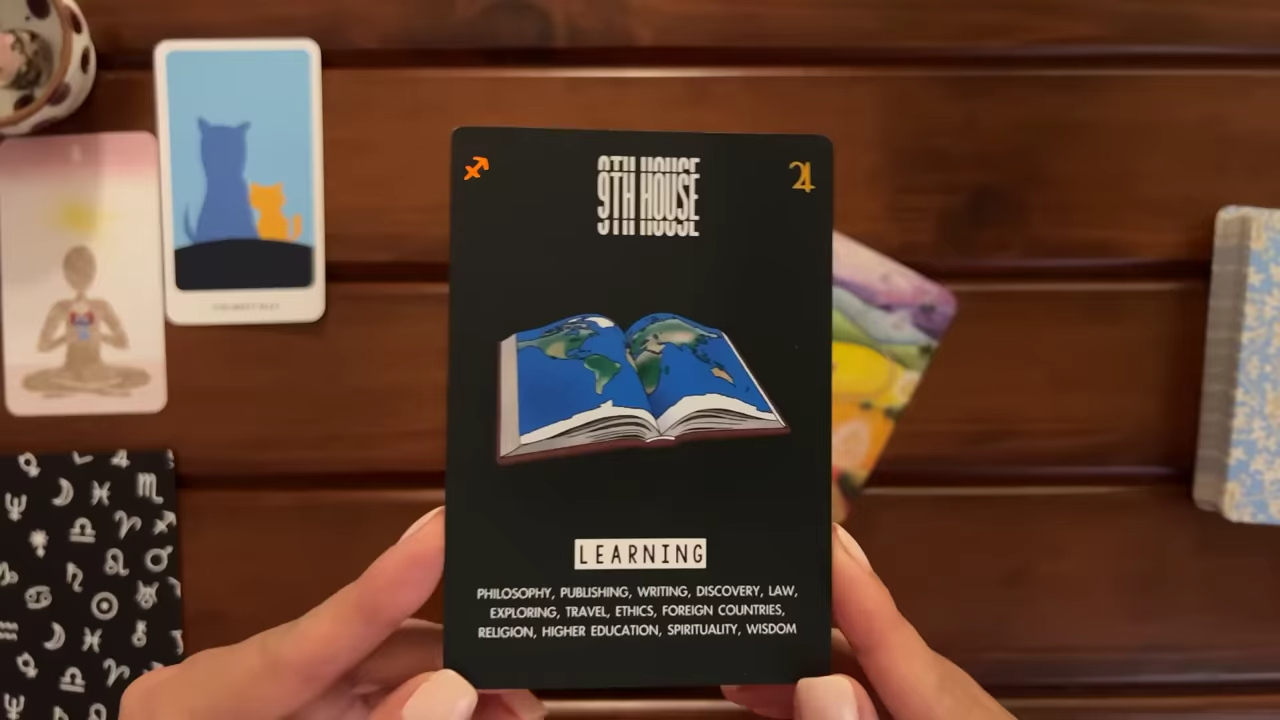 9TH HOUSE
LEARNING
PHILOSOPHY, PUBLISHING, WRITING, DISCOVERY, LAW,
EXPLORING, TRAVEL, ETHICS, FOREIGN COUNTRIES,
RELIGION, HIGHER EDUCATION, SPIRITUALITY, WISDOM